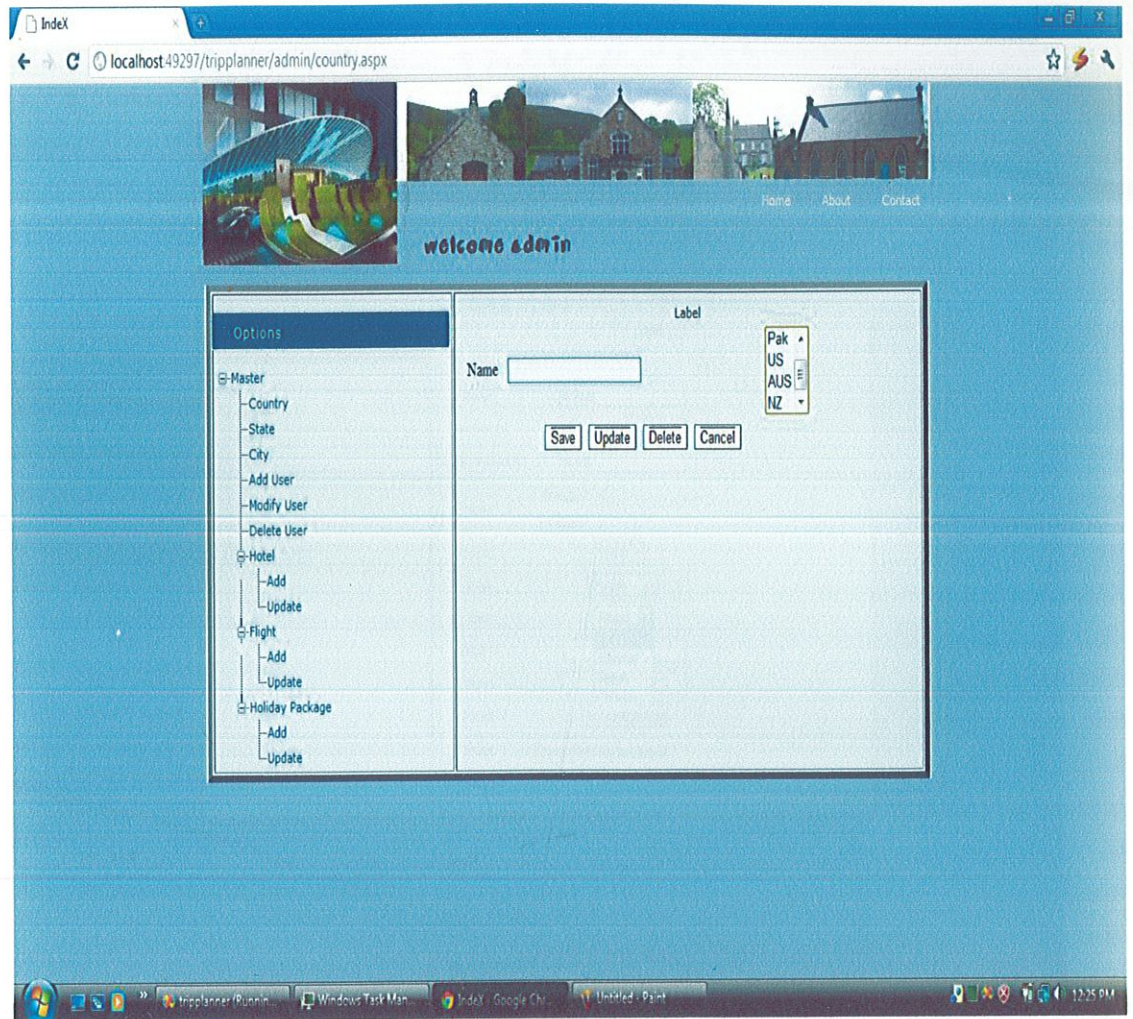 IndeX
localhost:49297/tripplanner/admin/country.aspx
Home About Contact
welcome admin
Options
Master
Country
State
City
Add User
Modify User
Delete User
Hotel
Add
Update
Flight
Add
Update
Holiday Package
Add
Update
Label
Name
Pak
US
AUS
NZ
Save Update Delete Cancel
tripplanner (Runnin... Windows Task Man... IndeX - Google Chr... Untitled - Paint 12:25 PM